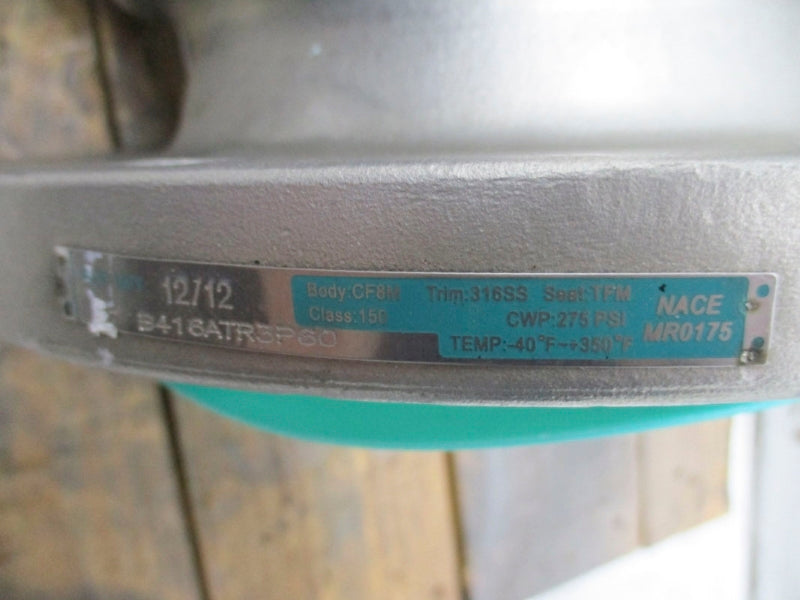 12/12
B416ATR3P60
Body:CF8M Trim:316SS Seat:TFM
Class:150 CWP:275 PSI
TEMP:-40°F~+350°F
NACE
MR0175